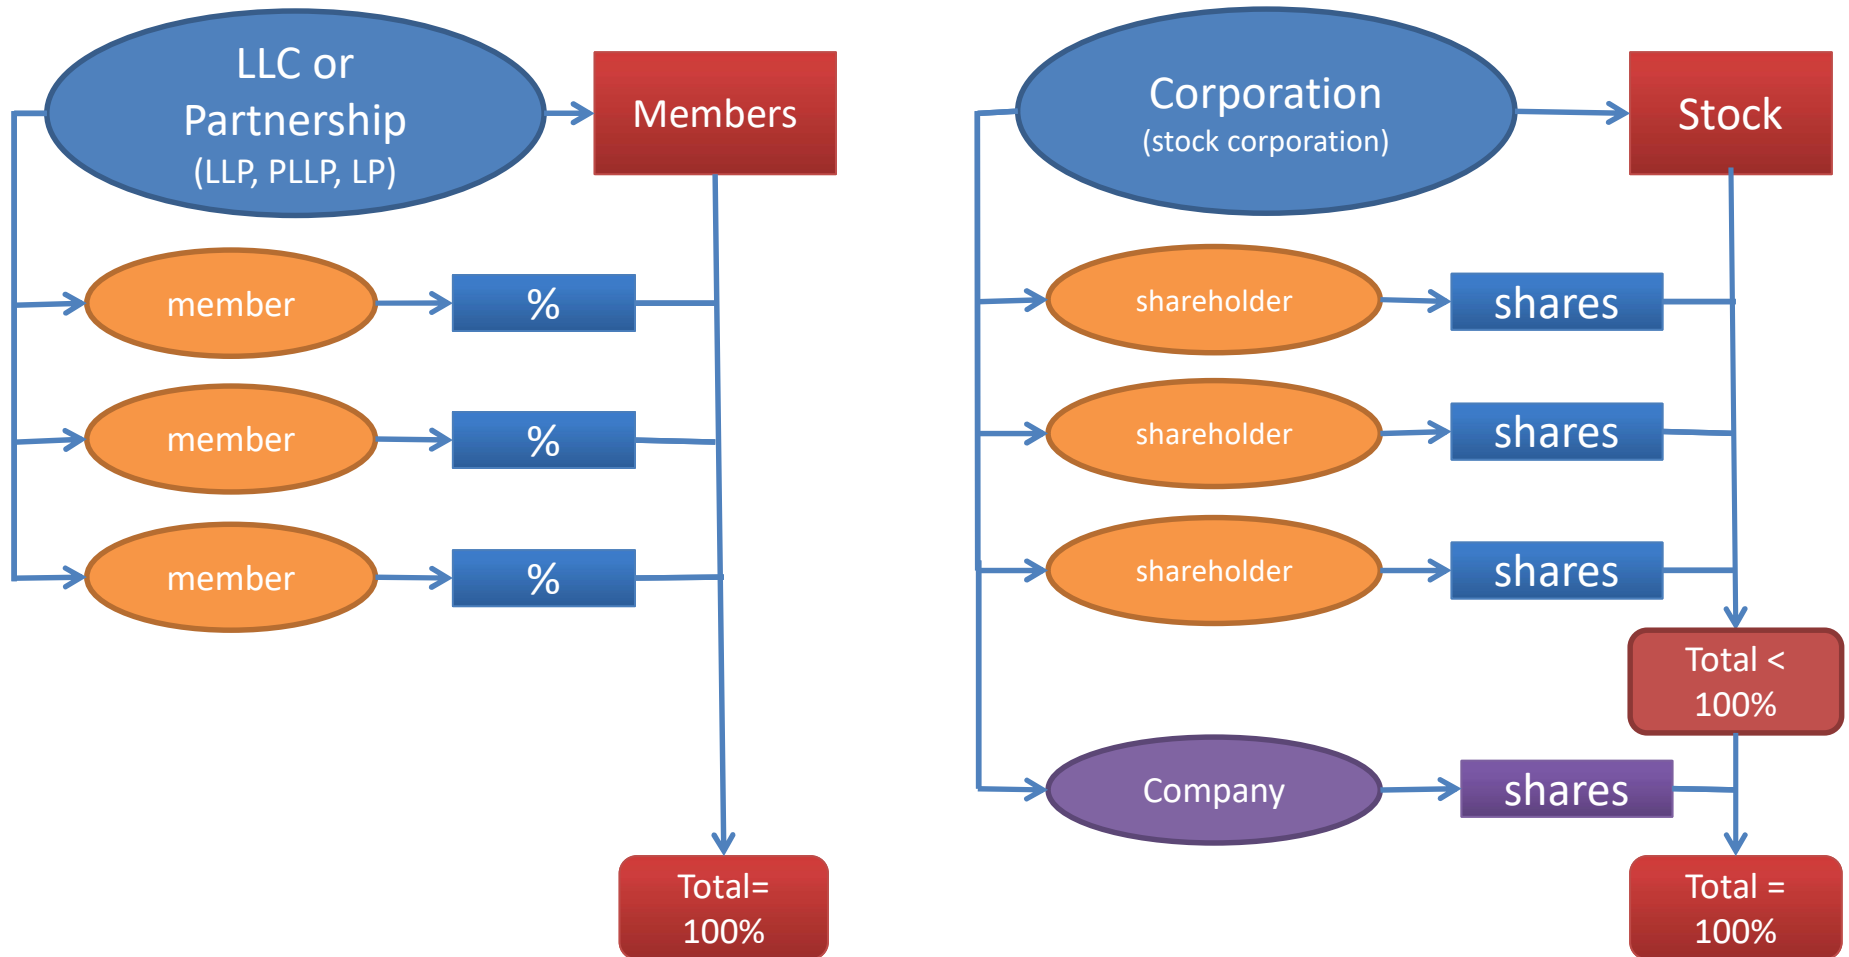 LLC or
Partnership
(LLP, PLLP, LP)
Members
member
%
member
%
member
%
Total=
100%
Corporation
(stock corporation)
Stock
shareholder
shares
shareholder
shares
shareholder
shares
Total <
100%
Company
shares
Total =
100%